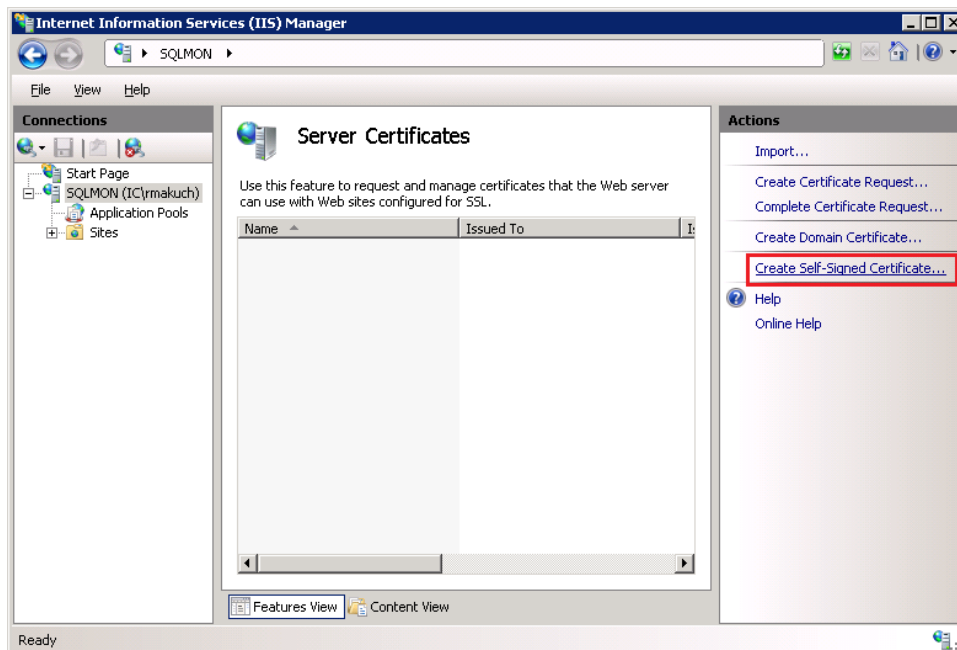 Internet Information Services (IIS) Manager
SQLMON
File View Help
Connections
Start Page
SQLMON (IC\rmakuch)
Application Pools
Sites
Server Certificates
Use this feature to request and manage certificates that the Web server
can use with Web sites configured for SSL.
Name Issued To
Features View Content View
Actions
Import...
Create Certificate Request...
Complete Certificate Request...
Create Domain Certificate...
Create Self-Signed Certificate...
Help
Online Help
Ready